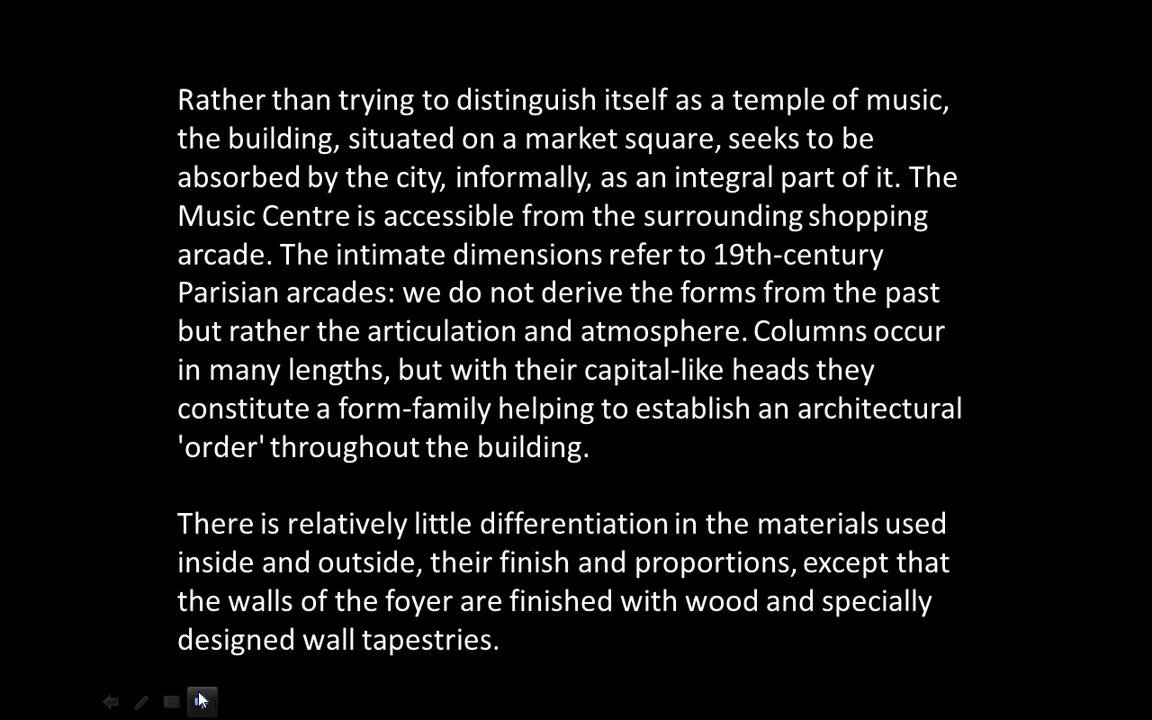 Rather than trying to distinguish itself as a temple of music,
the building, situated on a market square, seeks to be
absorbed by the city, informally, as an integral part of it. The
Music Centre is accessible from the surrounding shopping
arcade. The intimate dimensions refer to 19th-century
Parisian arcades: we do not derive the forms from the past
but rather the articulation and atmosphere. Columns occur
in many lengths, but with their capital-like heads they
constitute a form-family helping to establish an architectural
'order' throughout the building.
There is relatively little differentiation in the materials used
inside and outside, their finish and proportions, except that
the walls of the foyer are finished with wood and specially
designed wall tapestries.